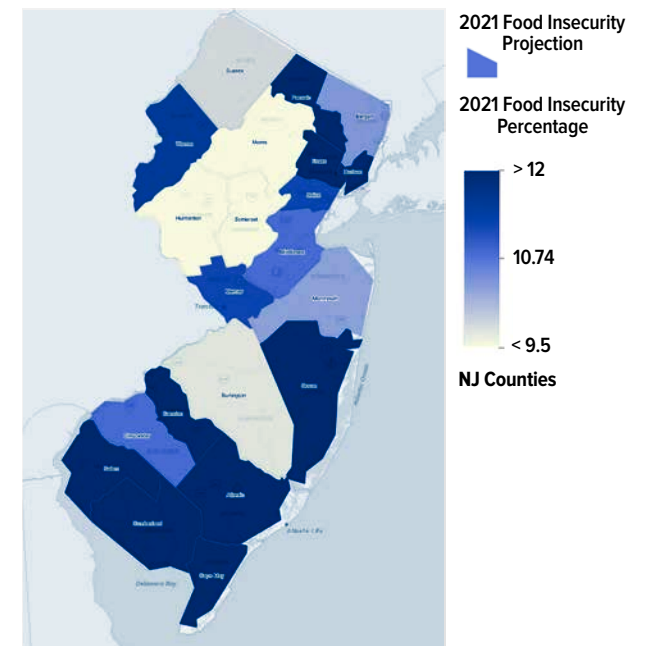 2021 Food Insecurity
Projection
2021 Food Insecurity
Percentage
> 12
10.74
< 9.5
NJ Counties
Sussex
Passaic
Bergen
Warren
Morris
Essex
Hudson
Union
Hunterdon
Somerset
Middlesex
Mercer
Monmouth
Ocean
Burlington
Camden
Gloucester
Salem
Atlantic
Cumberland
Atlantic City
Cape May
Delaware Bay